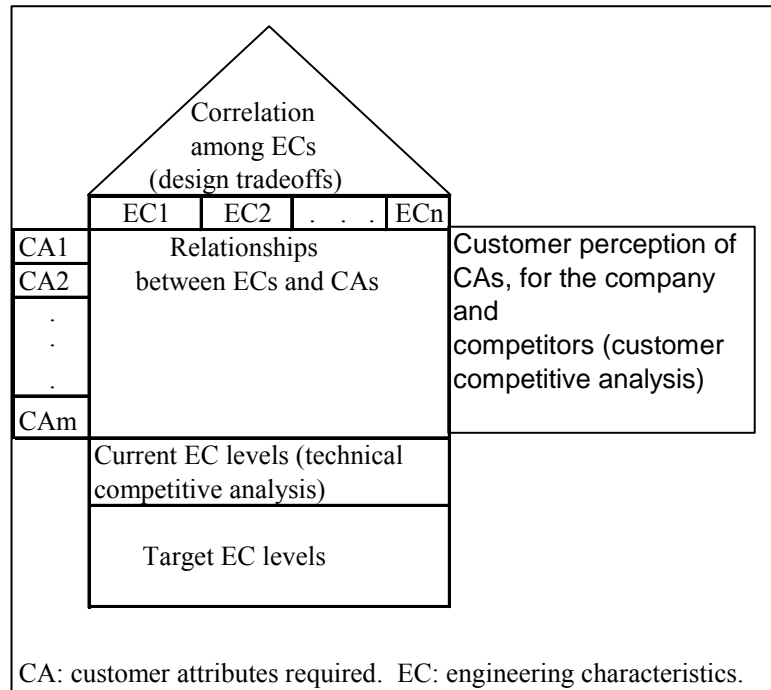 Correlation
among ECs
(design tradeoffs)
EC1 EC2 . . . ECn
CA1
CA2
.
.
.
CAm
Relationships
between ECs and CAs
Customer perception of
CAs, for the company
and
competitors (customer
competitive analysis)
Current EC levels (technical
competitive analysis)
Target EC levels
CA: customer attributes required. EC: engineering characteristics.